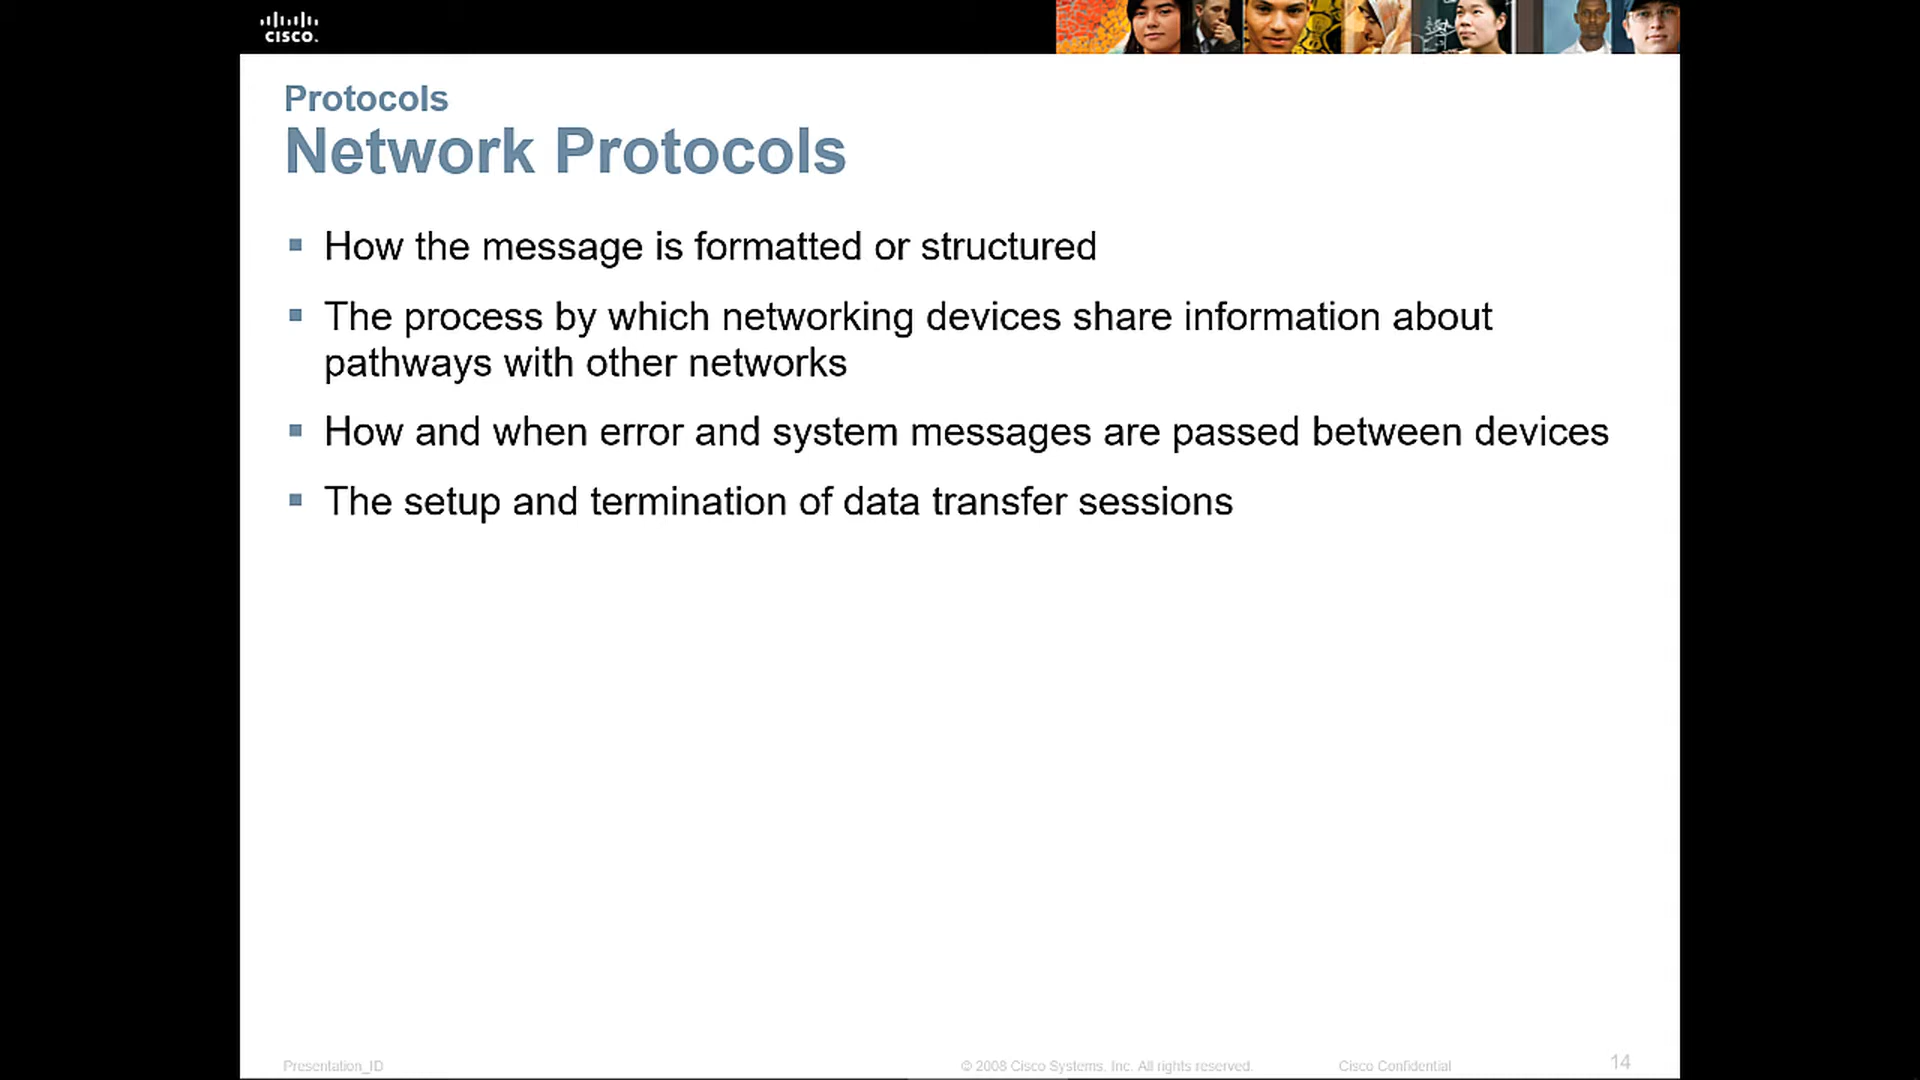 CISCO.
Protocols
Network Protocols
▪ How the message is formatted or structured
▪ The process by which networking devices share information about
pathways with other networks
▪ How and when error and system messages are passed between devices
▪ The setup and termination of data transfer sessions
Presentation_ID © 2008 Cisco Systems, Inc. All rights reserved. Cisco Confidential 14